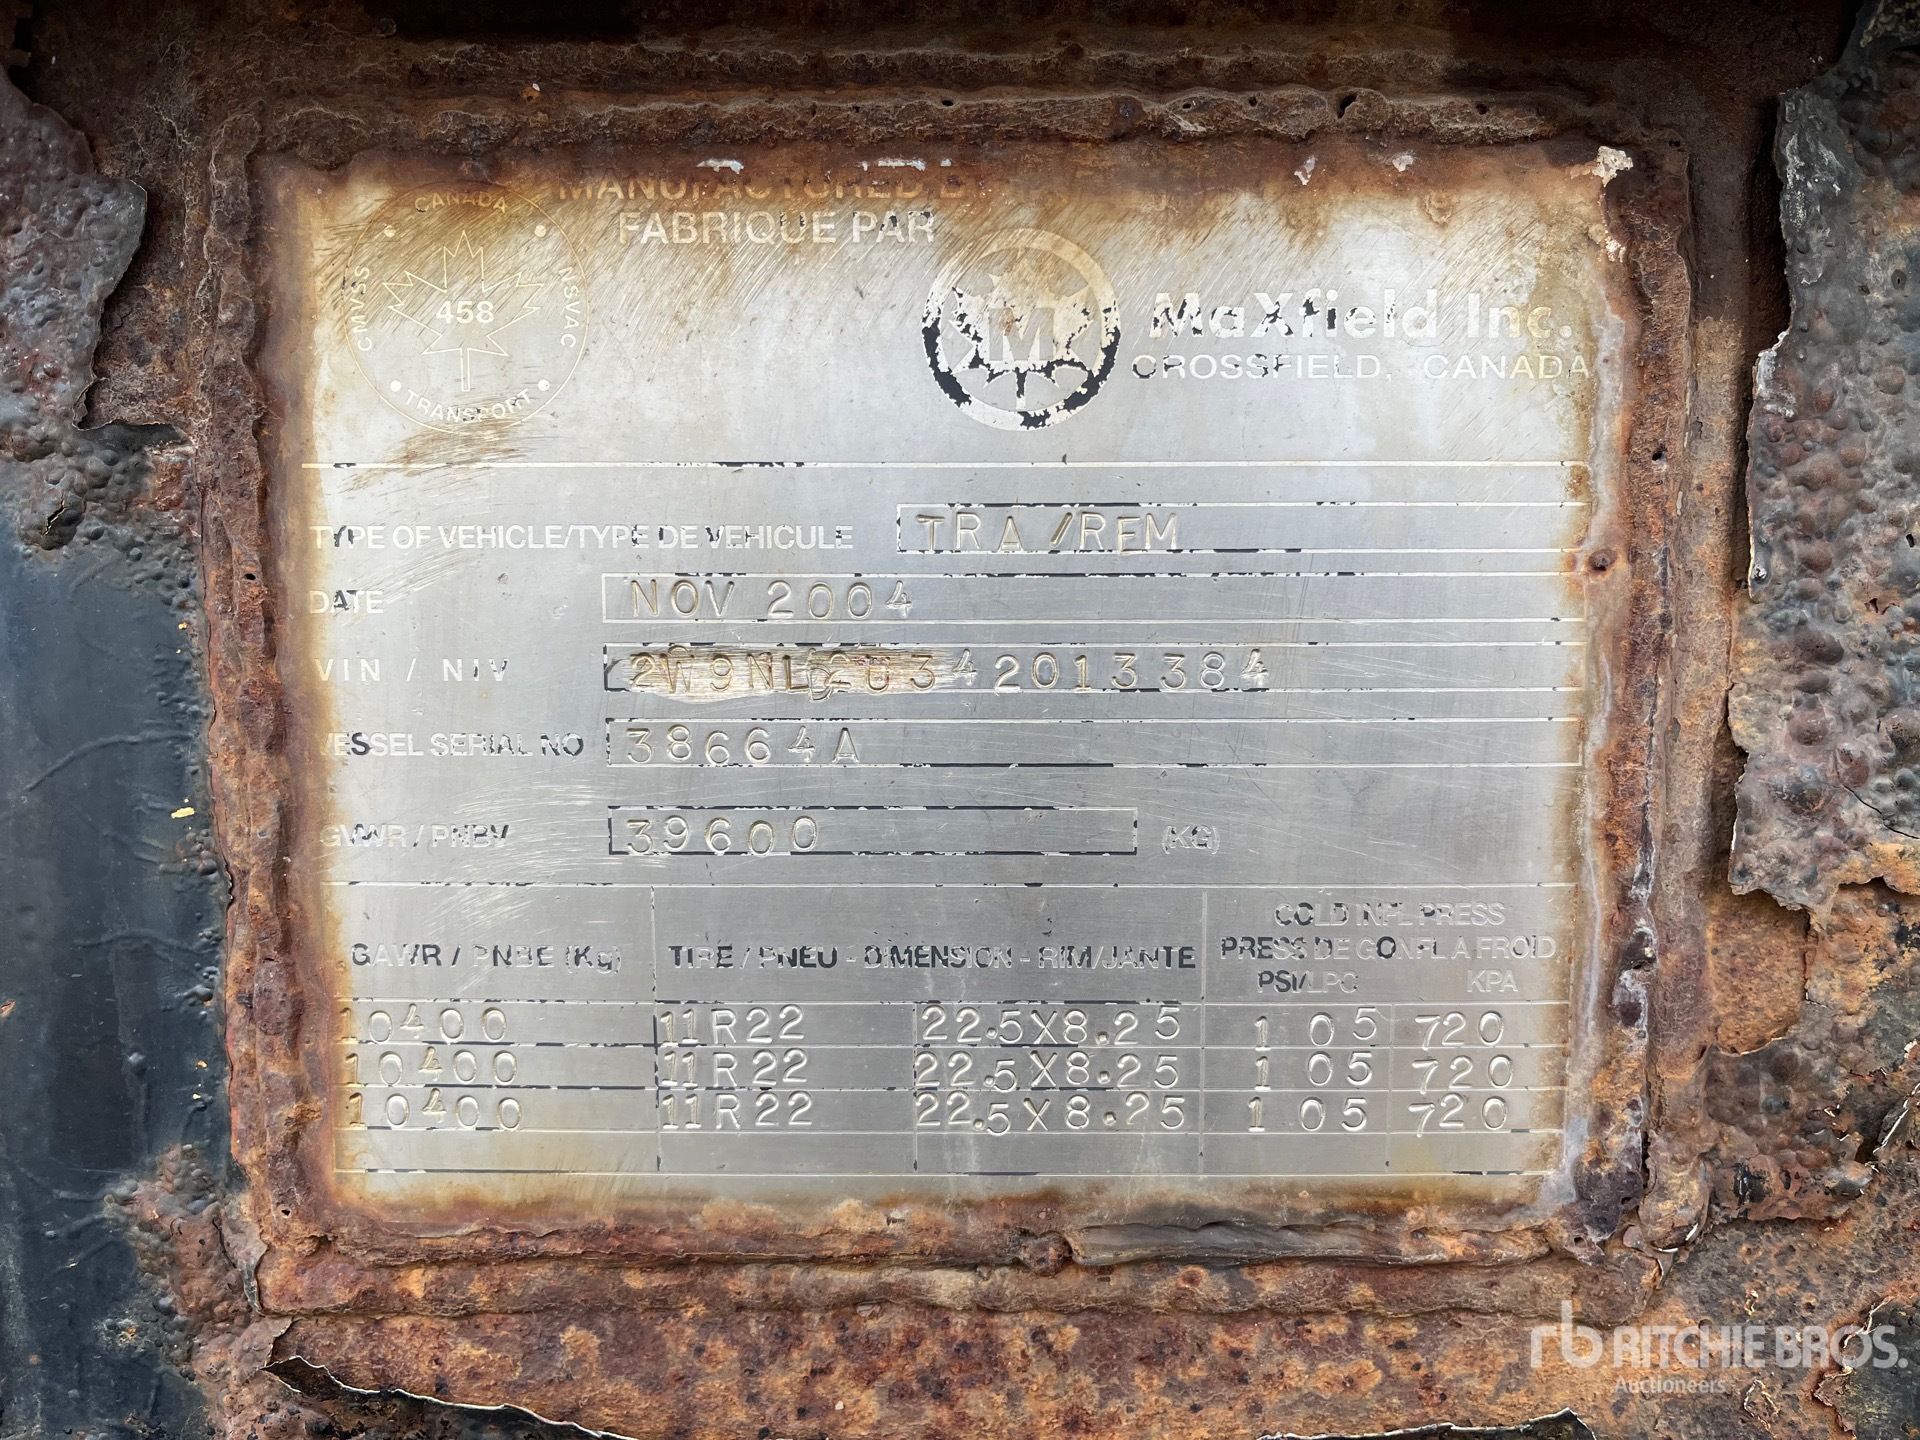 MANUFACTURED B
FABRIQUE PAR
CANADA
CMVSS
458
NSVAC
TRANSPORT
M
MaXfield Inc.
CROSSFIELD, CANADA
TYPE OF VEHICLE/TYPE DE VEHICULE TRA/REM
DATE NOV 2004
VIN / NIV 342013384
VESSEL SERIAL NO 38664A
GVWR / PNBV 39600 (KG)
GAWR / PNBE (Kg) TIRE / PNEU - DIMENSION - RIM/JANTE
COLD INFL PRESS
PRESS DE GONFL A FROID
PSI/LPC KPA
10400 11R22 22.5X8.25 105 720
10400 11R22 22.5X8.25 105 720
10400 11R22 22.5X8.25 105 720
rb RITCHIE BROS.
Auctioneers